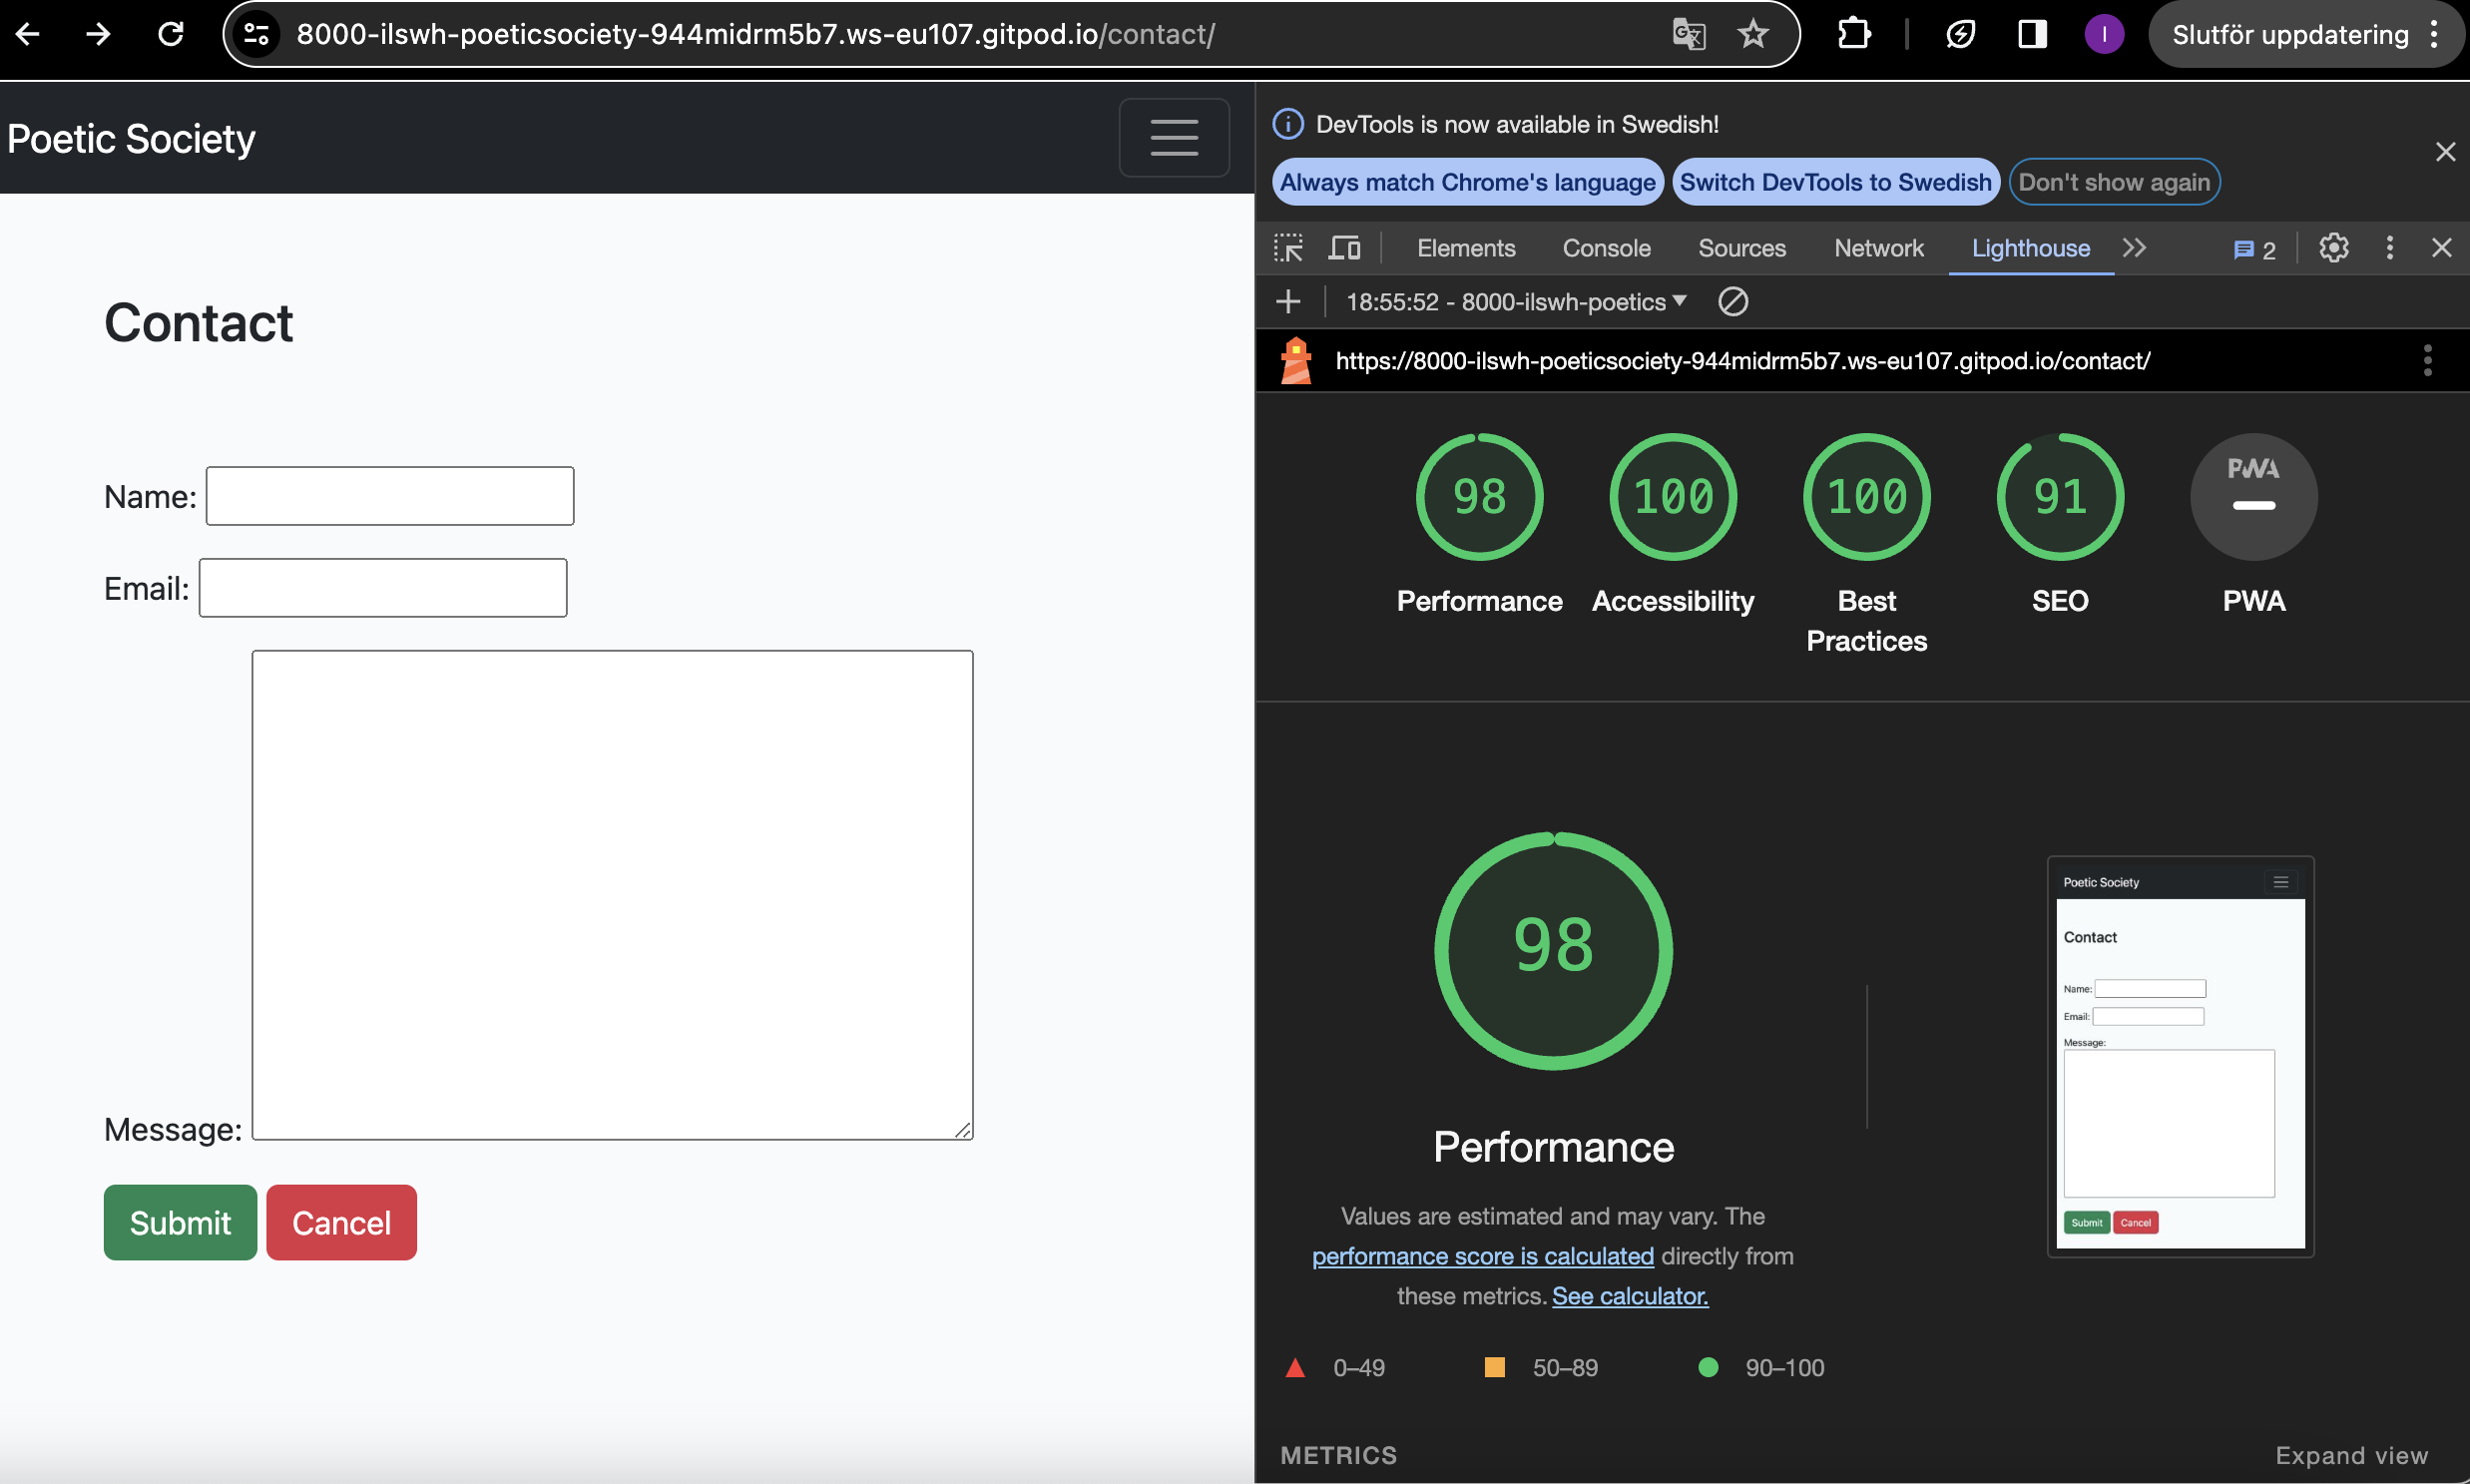 8000-ilswh-poeticsociety-944midrm5b7.ws-eu107.gitpod.io/contact/
I
Slutför uppdatering
Poetic Society
Contact
Name:
Email:
Message:
Submit Cancel
DevTools is now available in Swedish!
Always match Chrome's language Switch DevTools to Swedish Don't show again
Elements Console Sources Network Lighthouse 2
18:55:52 - 8000-ilswh-poetics
https://8000-ilswh-poeticsociety-944midrm5b7.ws-eu107.gitpod.io/contact/
98 100 100 91 PWA
Performance Accessibility Best Practices SEO PWA
98
Performance
Values are estimated and may vary. The
performance score is calculated directly from
these metrics. See calculator.
0–49 50–89 90–100
Poetic Society
Contact
Name:
Email:
Message:
Submit Cancel
METRICS Expand view